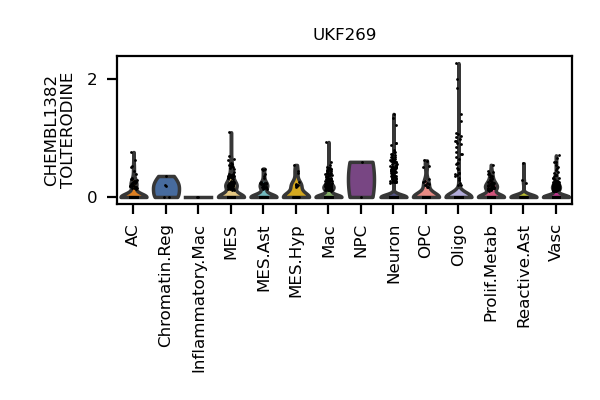 UKF269
CHEMBL1382
TOLTERODINE
2
0
AC
Chromatin.Reg
Inflammatory.Mac
MES
MES.Ast
MES.Hyp
Mac
NPC
Neuron
OPC
Oligo
Prolif.Metab
Reactive.Ast
Vasc